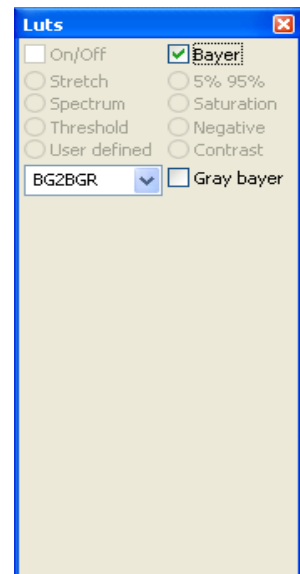 Luts
On/Off Bayer
Stretch 5% 95%
Spectrum Saturation
Threshold Negative
User defined Contrast
BG2BGR Gray bayer